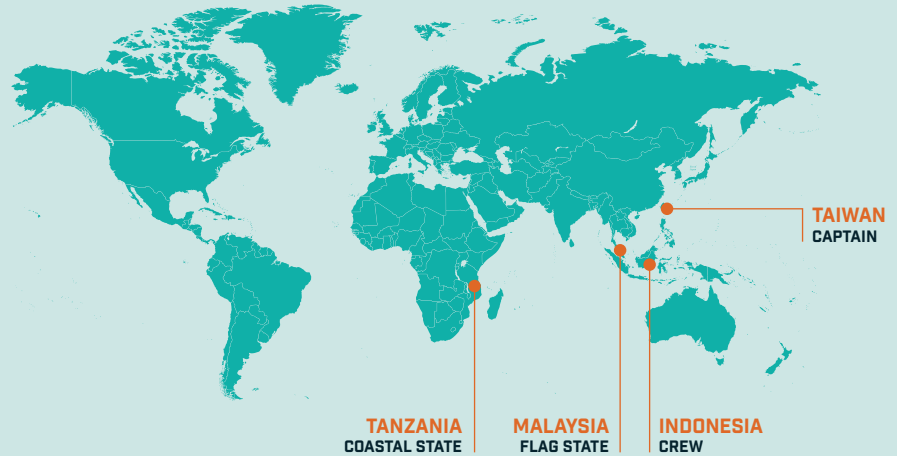 TAIWAN
CAPTAIN
TANZANIA
COASTAL STATE
MALAYSIA
FLAG STATE
INDONESIA
CREW